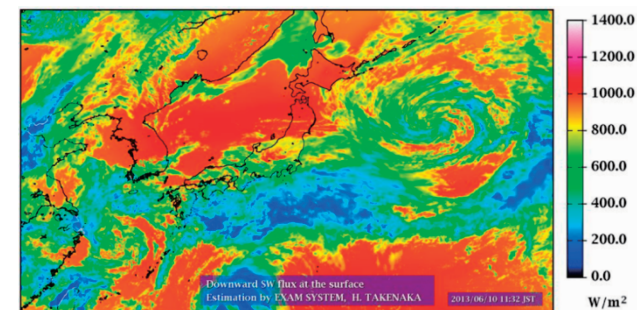 1400.0
1200.0
1000.0
800.0
600.0
400.0
200.0
0.0
W/m²
Downward SW flux at the surface
Estimation by EXAM SYSTEM, H. TAKENAKA
2013/06/10 11:32 JST